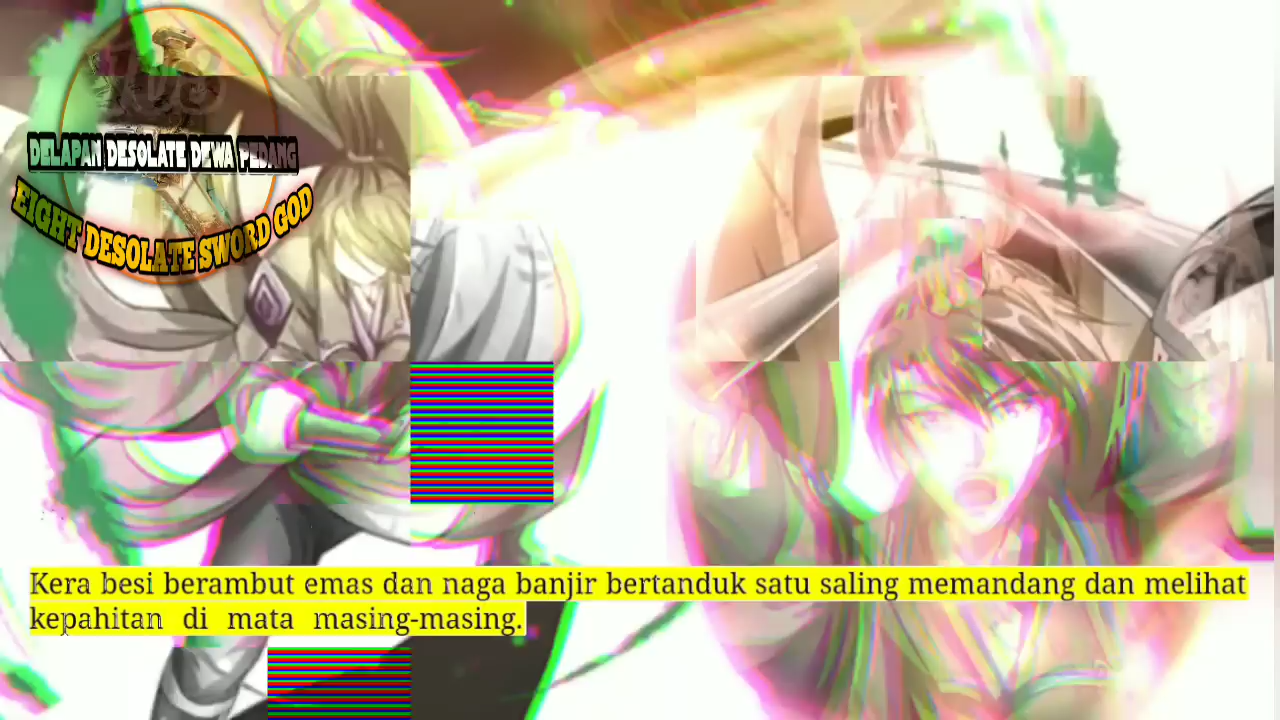 DELAPAN DESOLATE DEWA PEDANG
EIGHT DESOLATE SWORD GOD
Kera besi berambut emas dan naga banjir bertanduk satu saling memandang dan melihat
kepahitan di mata masing-masing.